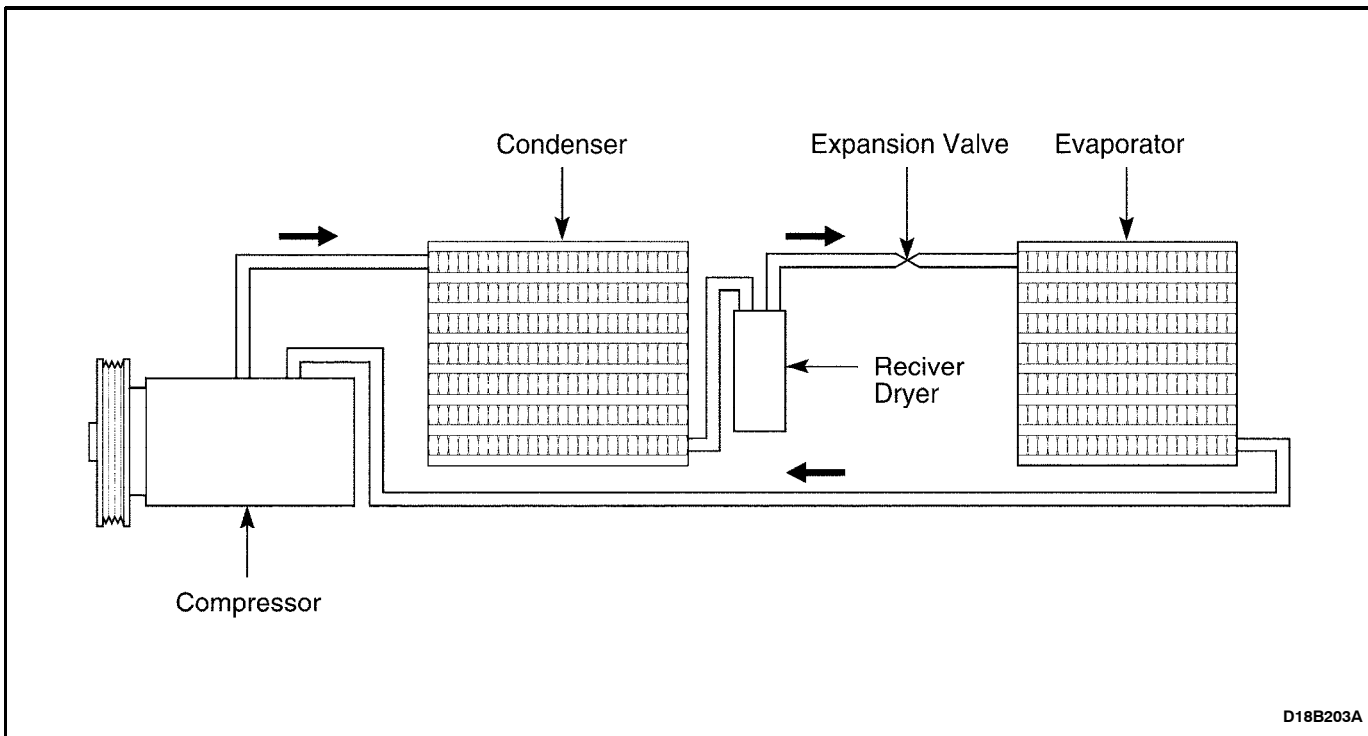 Condenser
Expansion Valve
Evaporator
Reciver
Dryer
Compressor
D18B203A